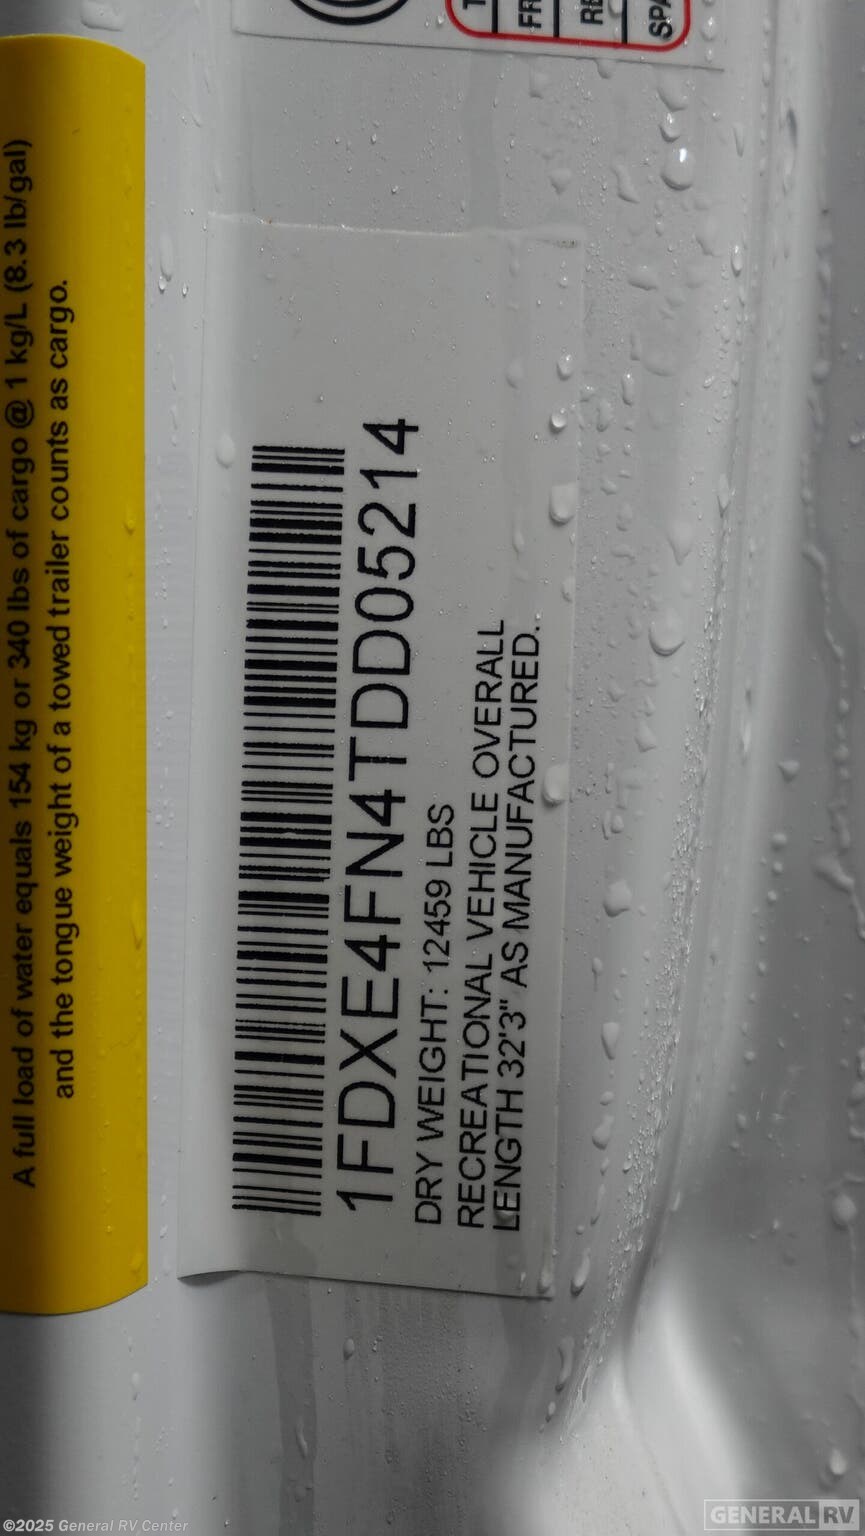 A full load of water equals 154 kg or 340 lbs of cargo @ 1 kg/L (8.3 lb/gal)
and the tongue weight of a towed trailer counts as cargo.
1FDXE4FN4TDD05214
DRY WEIGHT: 12459 LBS
RECREATIONAL VEHICLE OVERALL
LENGTH 32'3" AS MANUFACTURED..
©2025 General RV Center
GENERAL RV